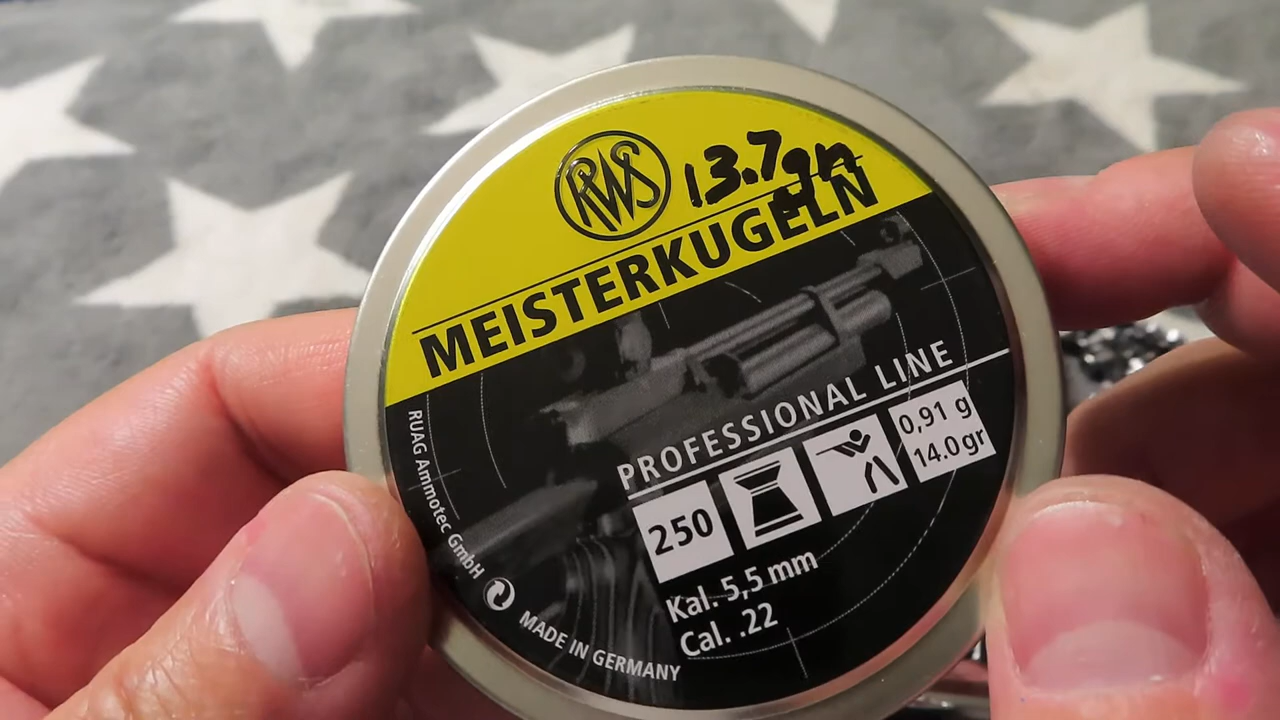 RWS
13.7gn
MEISTERKUGELN
PROFESSIONAL LINE
250
0,91 g
14.0gr
Kal. 5,5 mm
Cal. .22
RUAG Ammotec GmbH
MADE IN GERMANY